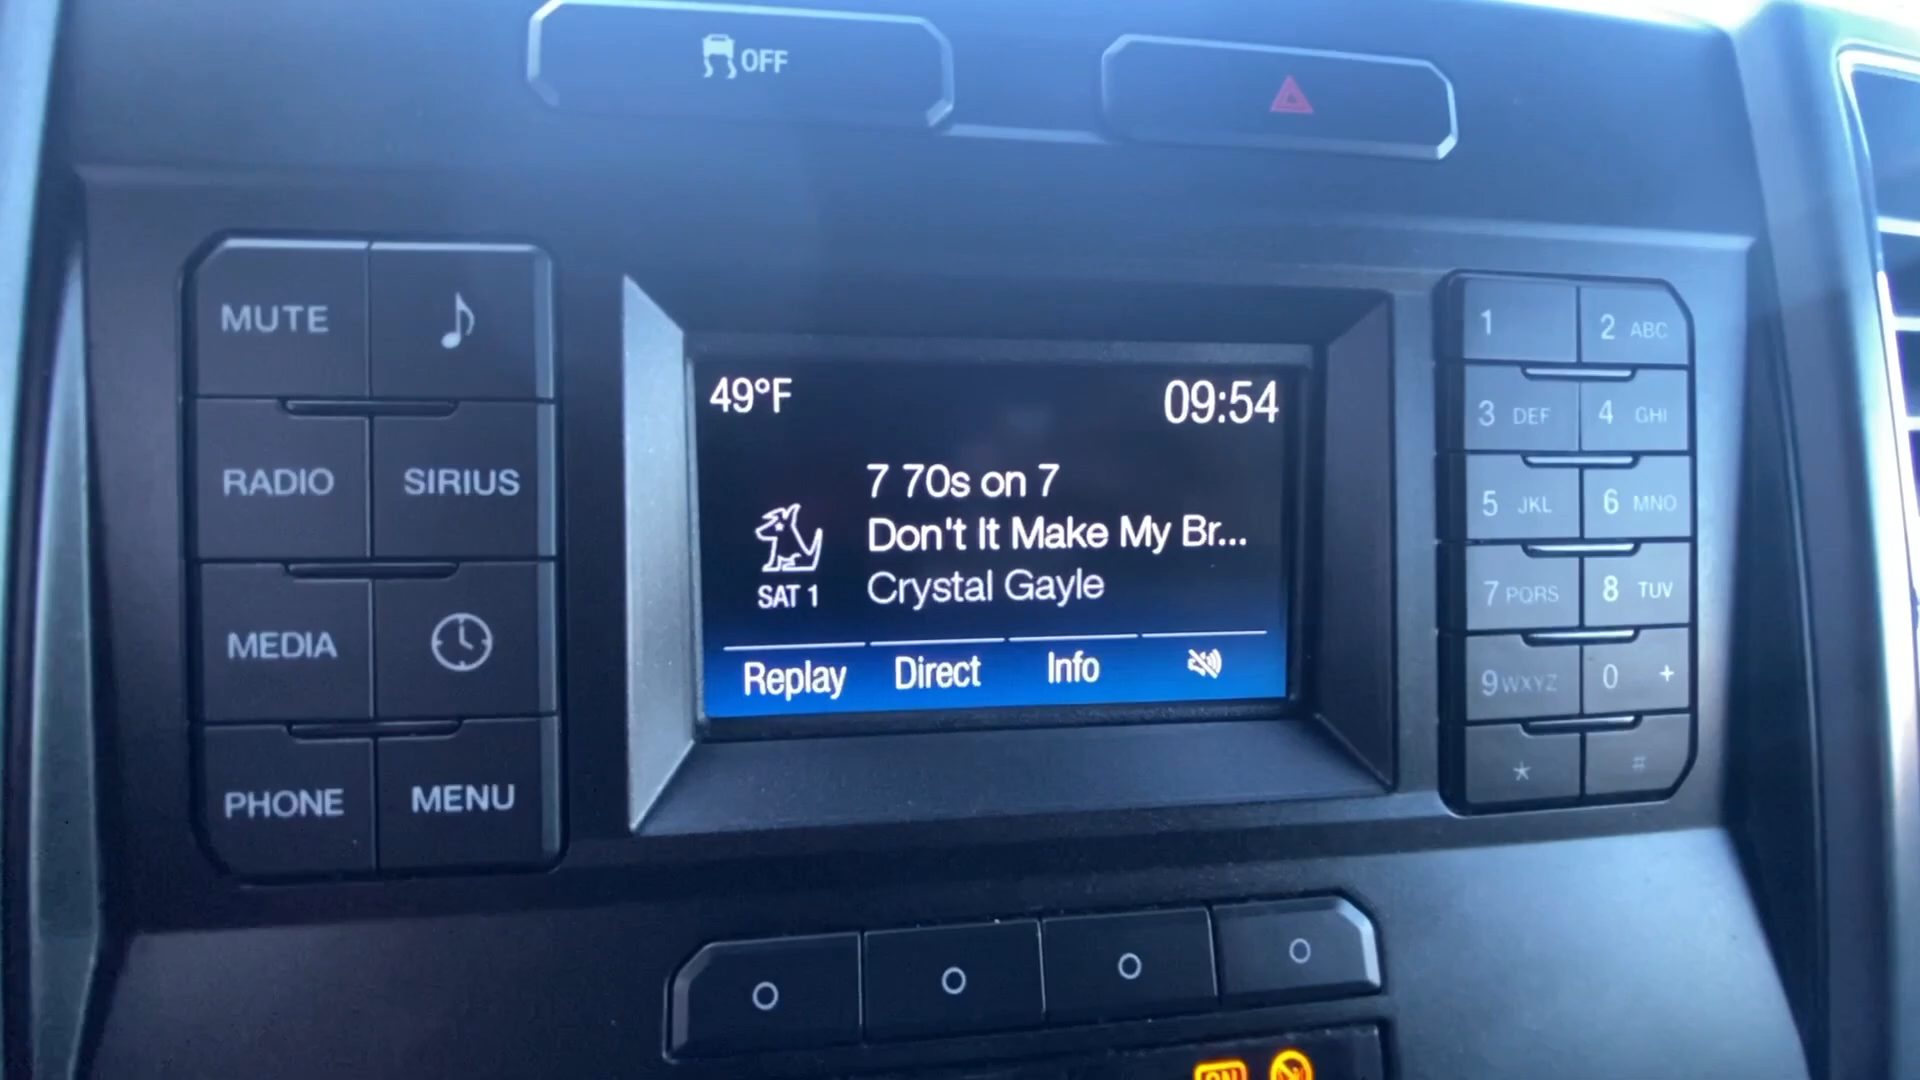 OFF
MUTE
RADIO SIRIUS
MEDIA
PHONE MENU
49°F 09:54
7 70s on 7
Don't It Make My Br...
SAT 1
Crystal Gayle
Replay Direct Info
1 2 ABC
3 DEF 4 GHI
5 JKL 6 MNO
7 PQRS 8 TUV
9 WXYZ 0 +
* #